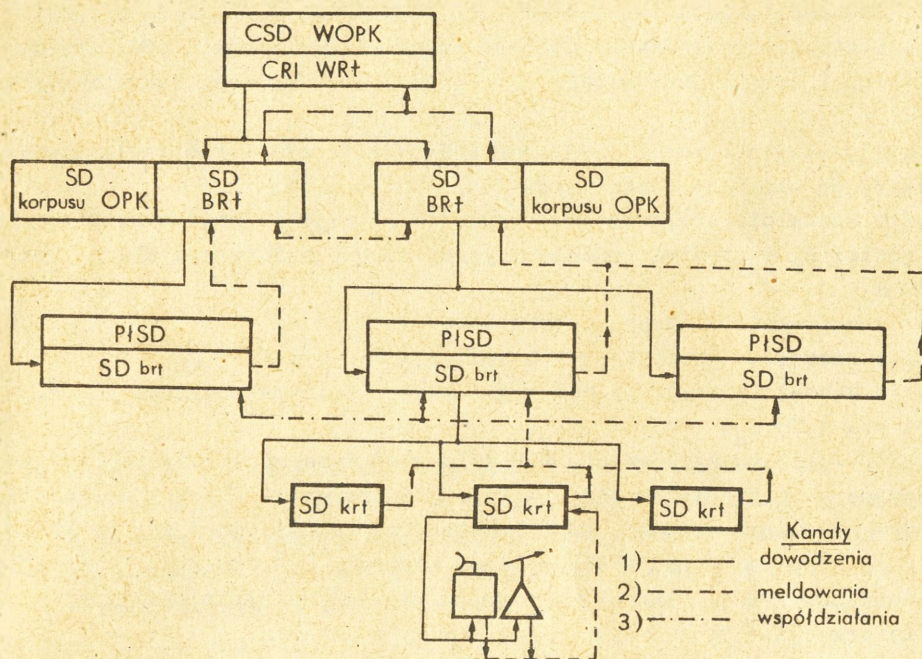 CSD WOPK
CRI WRt
SD korpusu OPK
SD BRt
SD BRt
SD korpusu OPK
PłSD
SD brt
PłSD
SD brt
PłSD
SD brt
SD krt
SD krt
SD krt
Kanały
1) dowodzenia
2) meldowania
3) współdziałania